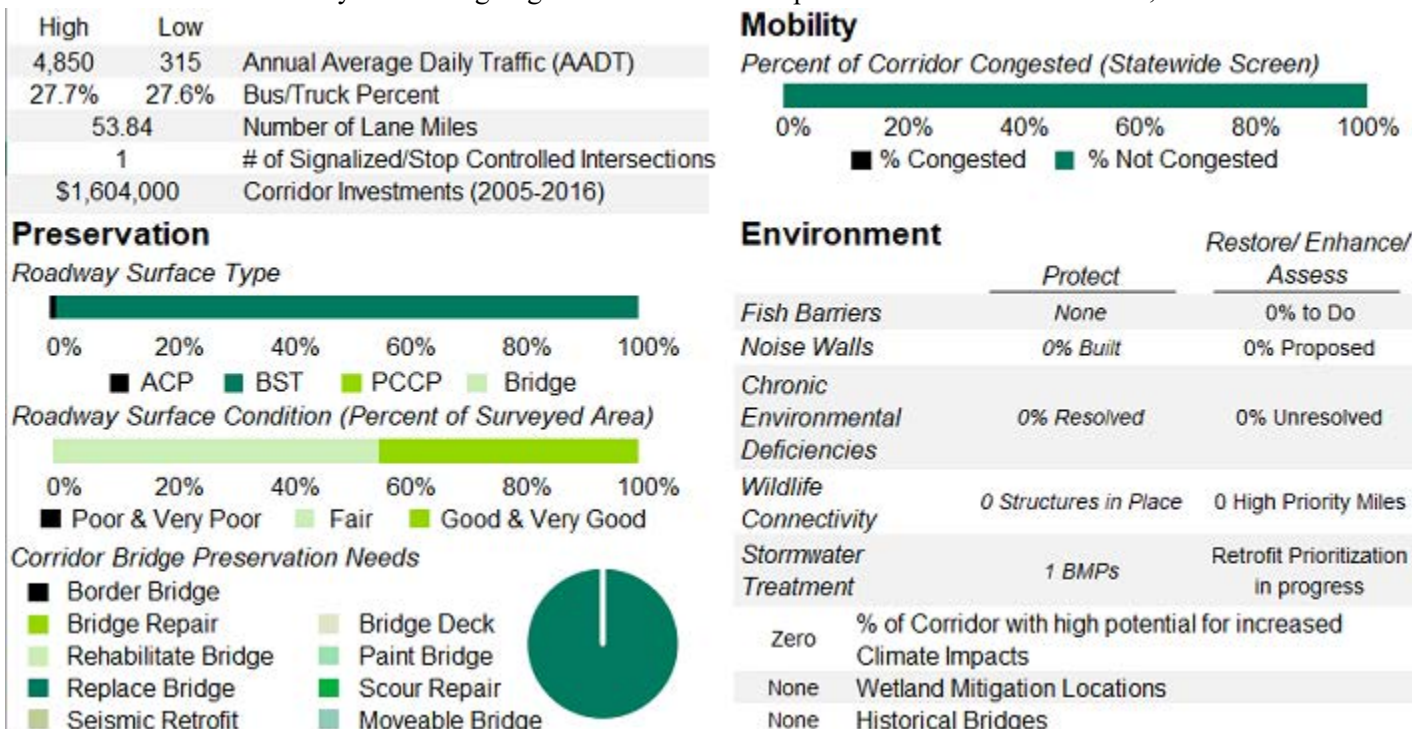 High Low
4,850 315 Annual Average Daily Traffic (AADT)
27.7% 27.6% Bus/Truck Percent
53.84 Number of Lane Miles
1 # of Signalized/Stop Controlled Intersections
$1,604,000 Corridor Investments (2005-2016)
Preservation
Roadway Surface Type
0% 20% 40% 60% 80% 100%
ACP BST PCCP Bridge
Roadway Surface Condition (Percent of Surveyed Area)
0% 20% 40% 60% 80% 100%
Poor & Very Poor Fair Good & Very Good
Corridor Bridge Preservation Needs
Border Bridge
Bridge Repair Bridge Deck
Rehabilitate Bridge Paint Bridge
Replace Bridge Scour Repair
Seismic Retrofit Moveable Bridge
Mobility
Percent of Corridor Congested (Statewide Screen)
0% 20% 40% 60% 80% 100%
% Congested % Not Congested
Environment
Restore/ Enhance/
Protect Assess
Fish Barriers None 0% to Do
Noise Walls 0% Built 0% Proposed
Chronic
Environmental 0% Resolved 0% Unresolved
Deficiencies
Wildlife
Connectivity 0 Structures in Place 0 High Priority Miles
Stormwater Retrofit Prioritization
Treatment 1 BMPs in progress
Zero % of Corridor with high potential for increased
Climate Impacts
None Wetland Mitigation Locations
None Historical Bridges